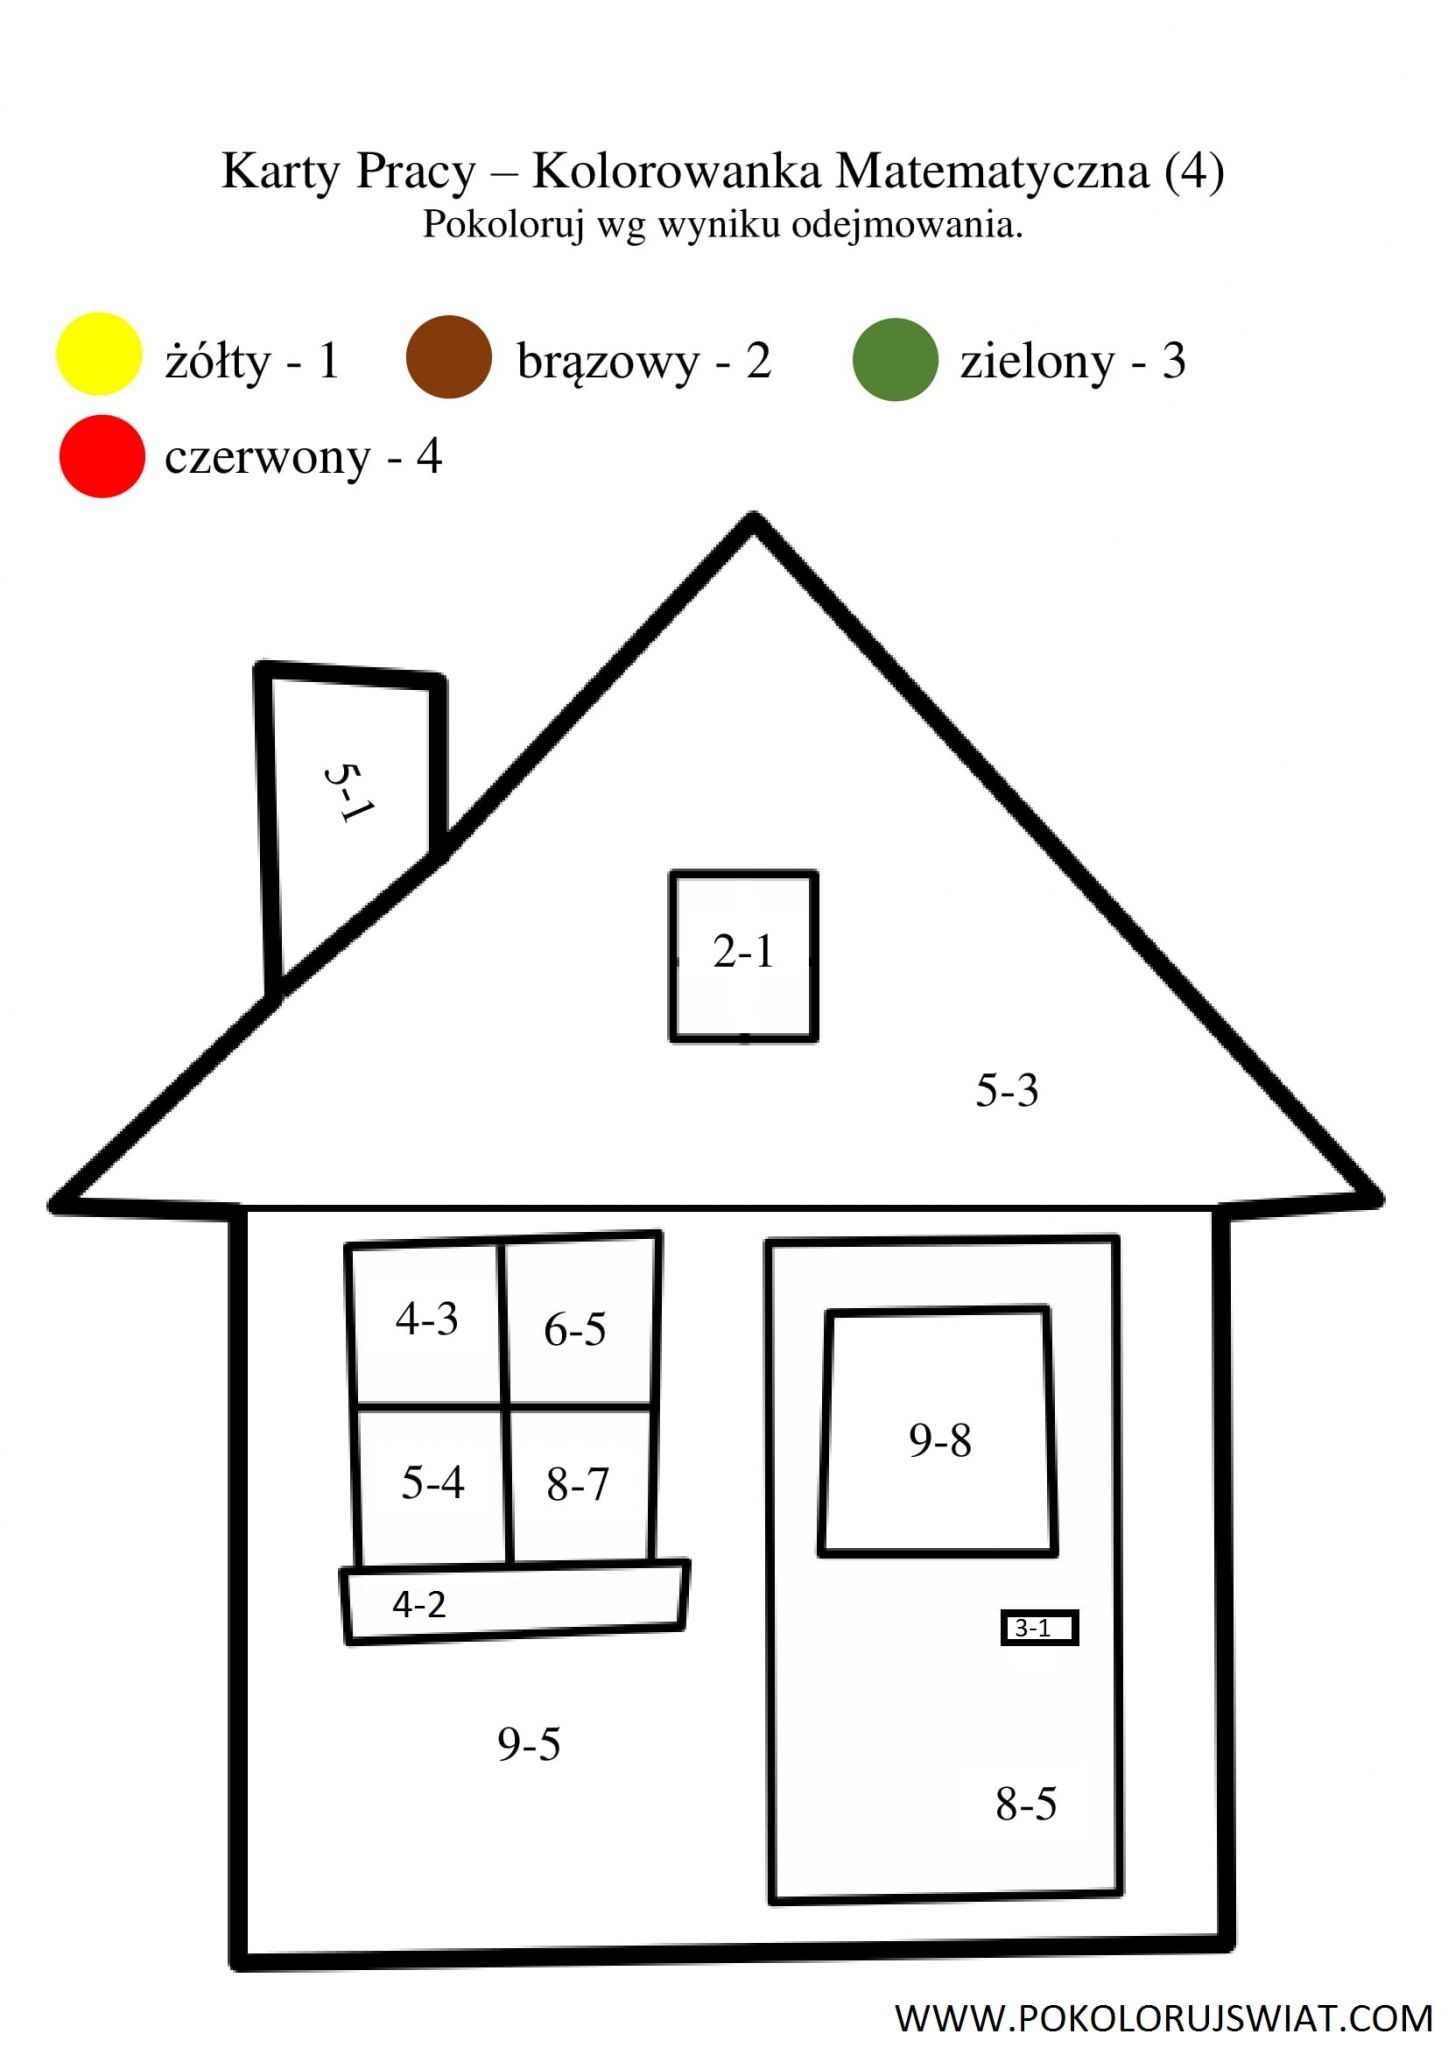 Karty Pracy – Kolorowanka Matematyczna (4)
Pokoloruj wg wyniku odejmowania.
żółty - 1 brązowy - 2 zielony - 3
czerwony - 4
5-1
2-1
5-3
4-3 6-5
9-8
5-4 8-7
4-2
3-1
9-5
8-5
WWW.POKOLORUJSWIAT.COM